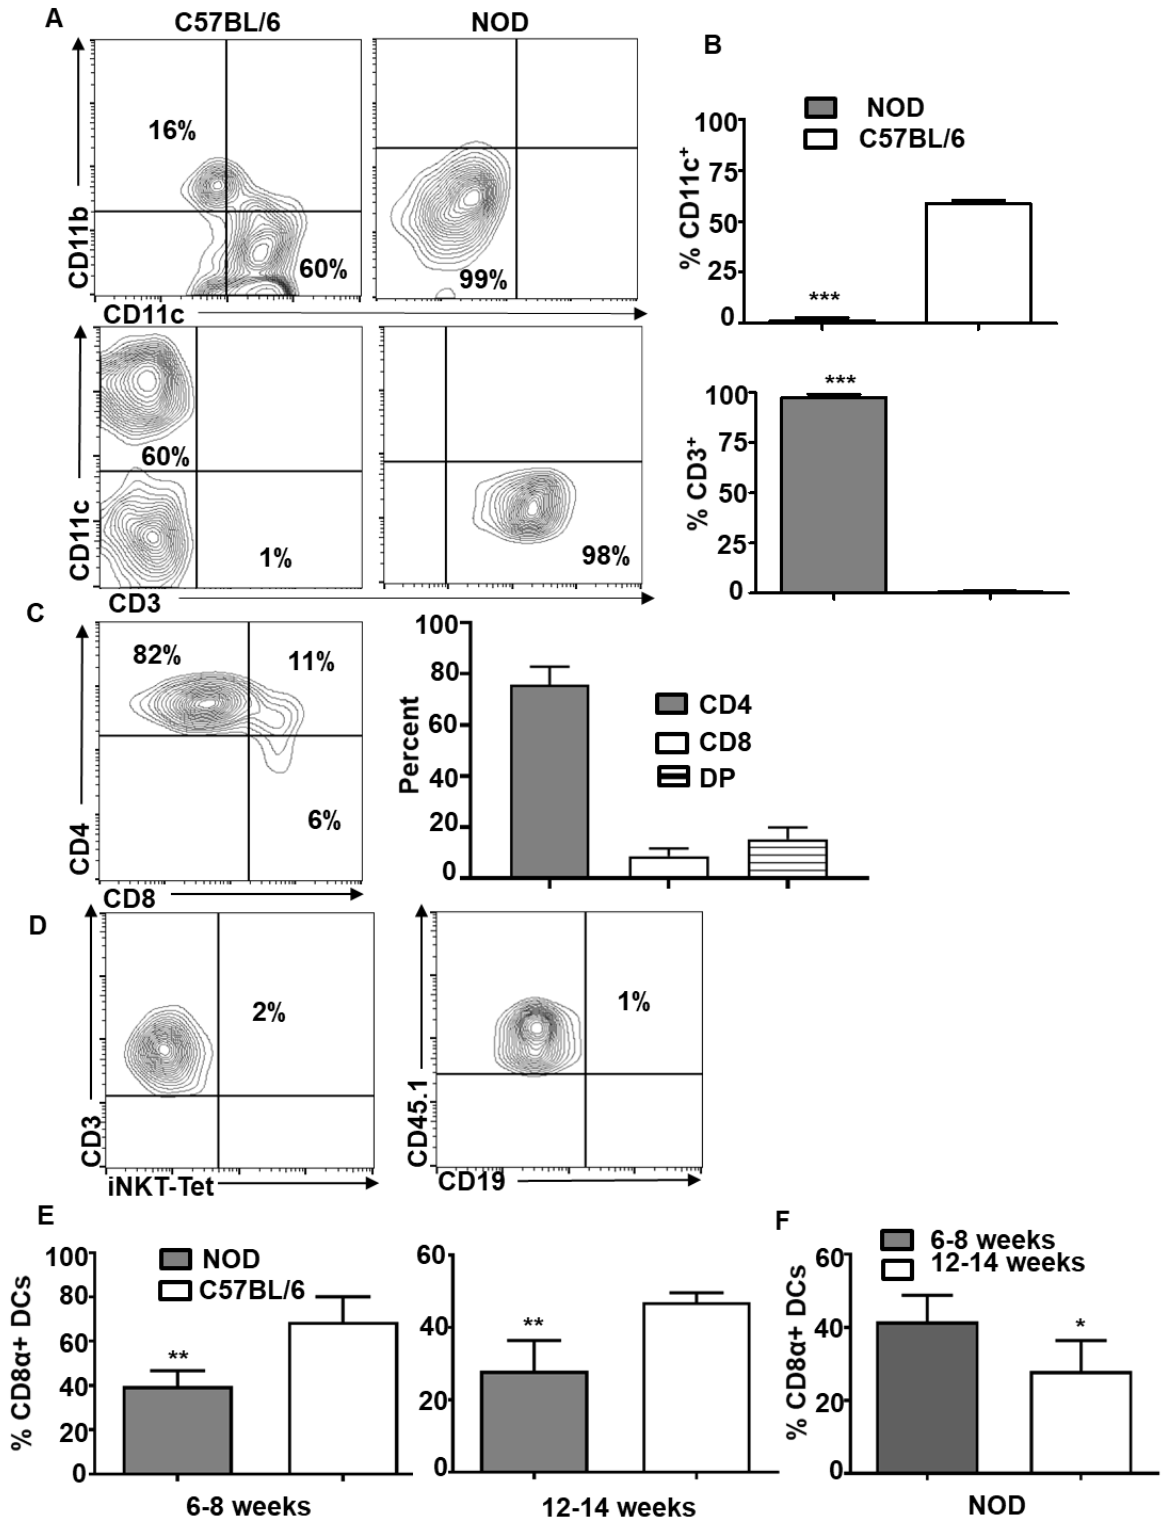 A
C57BL/6
NOD
CD11b
16%
60%
99%
CD11c
CD11c
60%
1%
98%
CD3
B
NOD
C57BL/6
% CD11c+
100
75
50
25
0
***
% CD3+
100
75
50
25
0
***
C
CD4
82%
11%
6%
CD8
Percent
100
80
60
40
20
0
CD4
CD8
DP
D
CD3
2%
iNKT-Tet
CD45.1
1%
CD19
E
% CD8α+ DCs
100
80
60
40
20
0
NOD
C57BL/6
**
6-8 weeks
60
40
20
0
**
12-14 weeks
F
% CD8α+ DCs
60
40
20
0
6-8 weeks
12-14 weeks
*
NOD